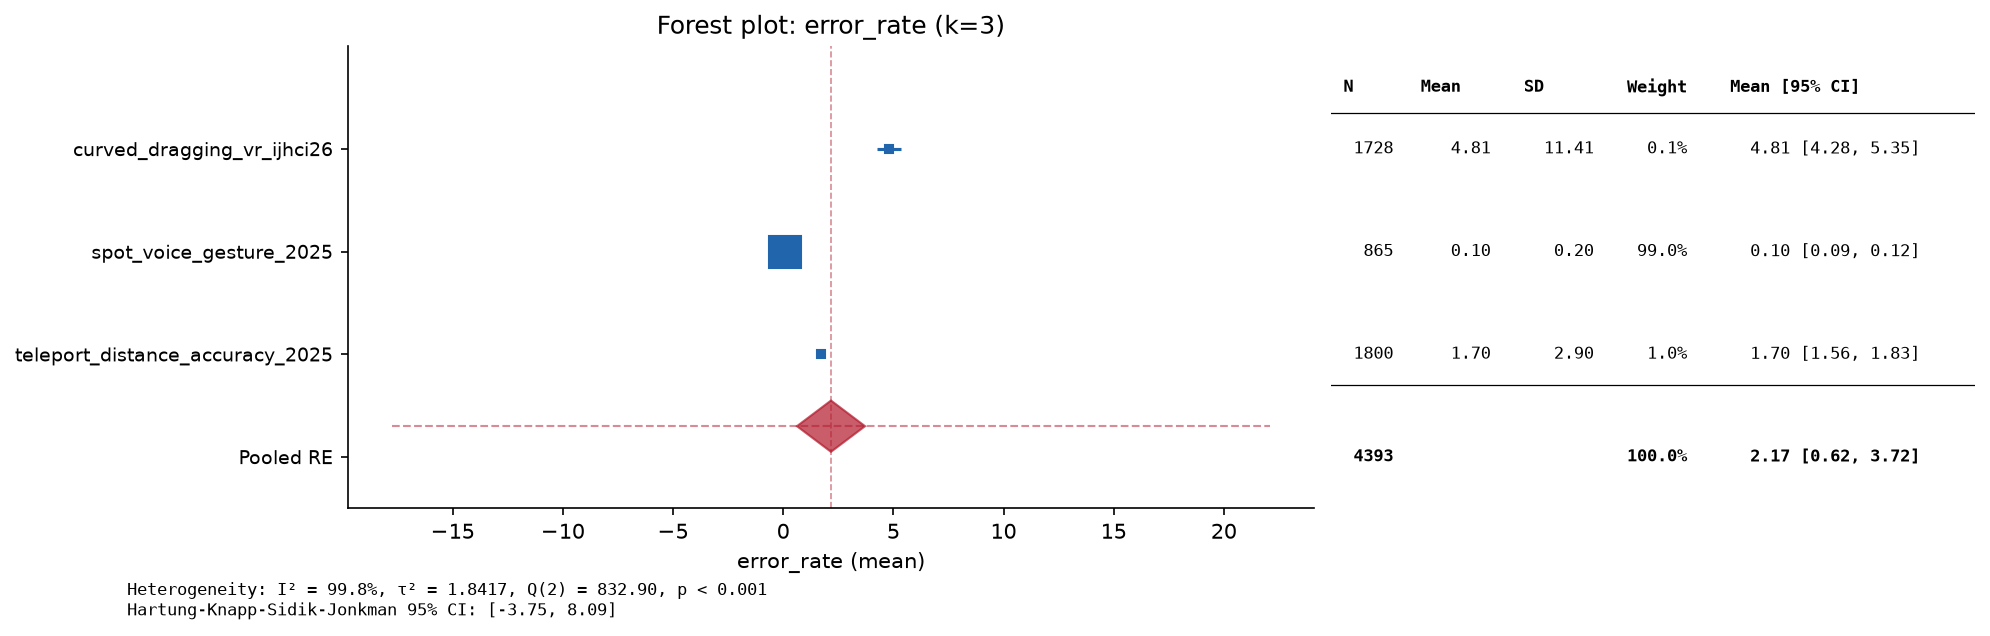 Forest plot: error_rate (k=3)
N Mean SD Weight Mean [95% CI]
curved_dragging_vr_ijhci26 1728 4.81 11.41 0.1% 4.81 [4.28, 5.35]
spot_voice_gesture_2025 865 0.10 0.20 99.0% 0.10 [0.09, 0.12]
teleport_distance_accuracy_2025 1800 1.70 2.90 1.0% 1.70 [1.56, 1.83]
Pooled RE 4393 100.0% 2.17 [0.62, 3.72]
−15 −10 −5 0 5 10 15 20
error_rate (mean)
Heterogeneity: I² = 99.8%, τ² = 1.8417, Q(2) = 832.90, p < 0.001
Hartung-Knapp-Sidik-Jonkman 95% CI: [-3.75, 8.09]